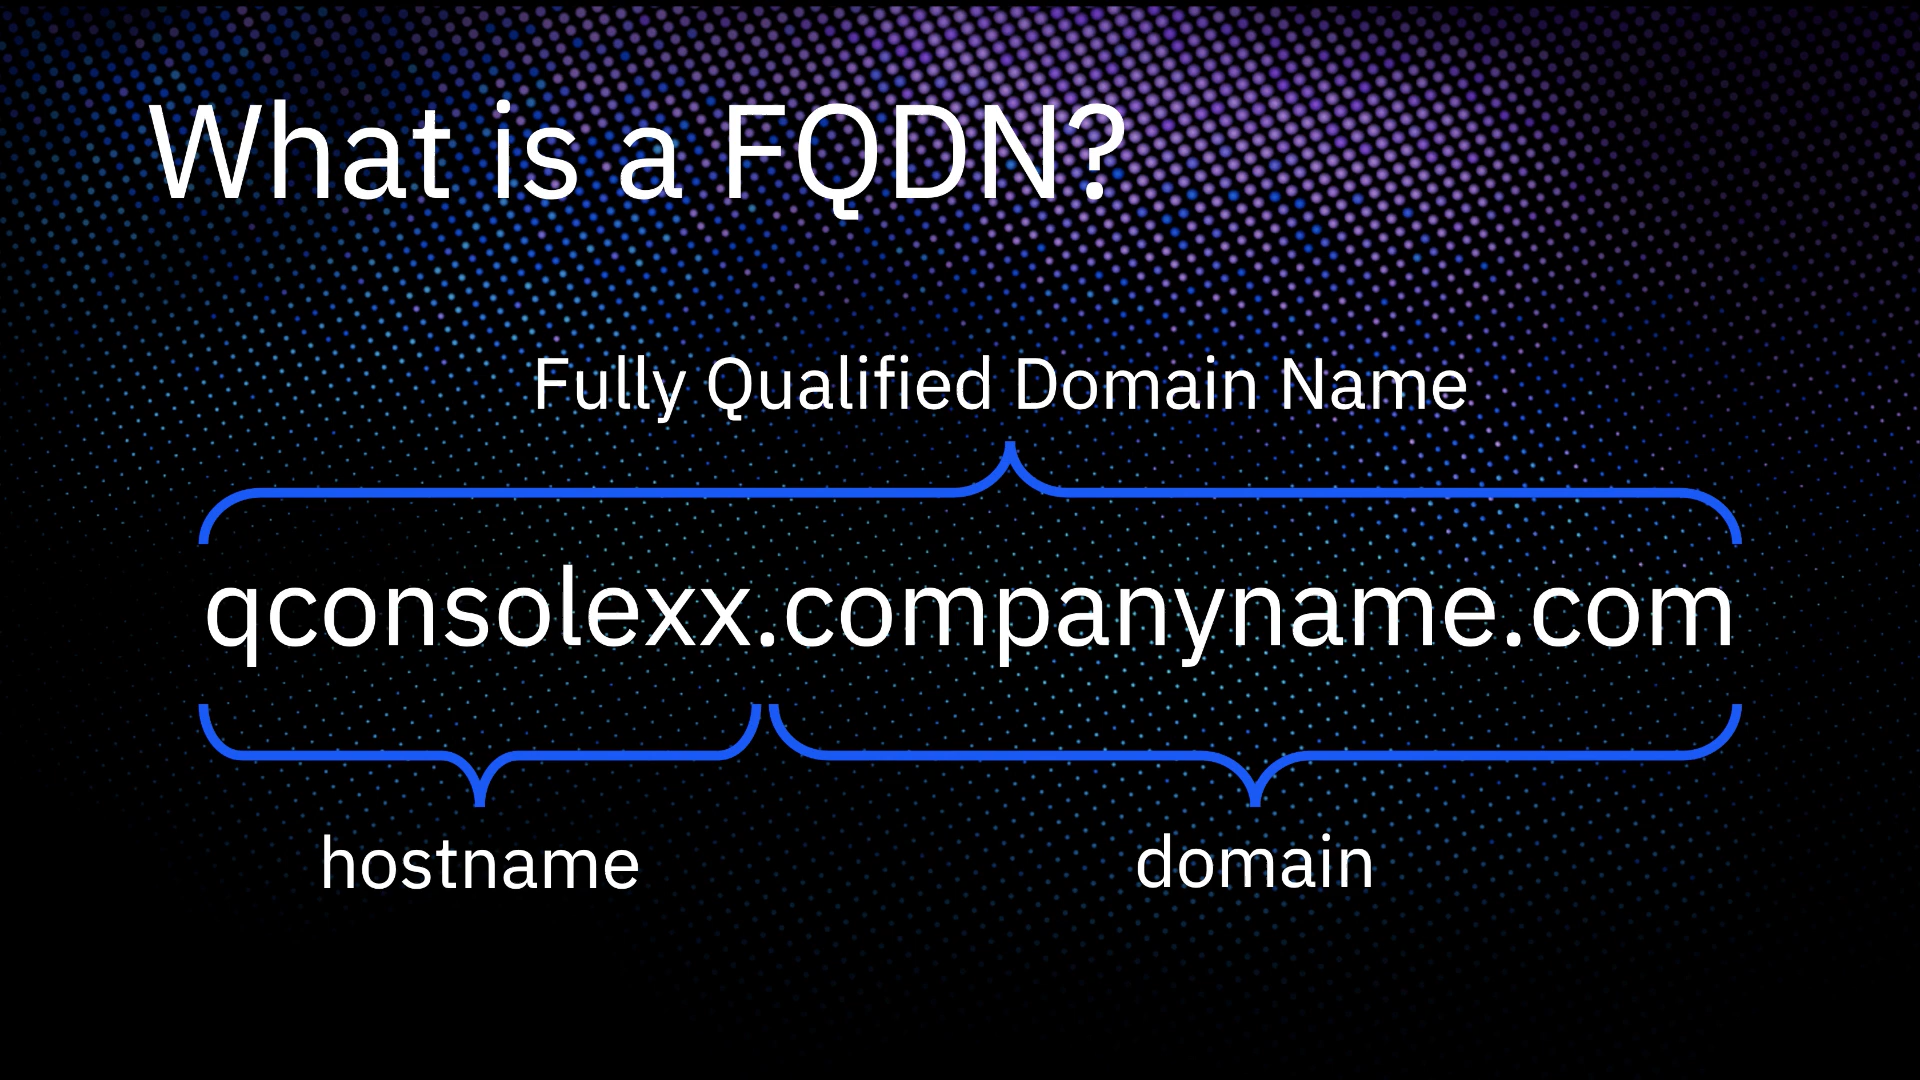 What is a FQDN?
Fully Qualified Domain Name
qconsolexx.companyname.com
hostname
domain